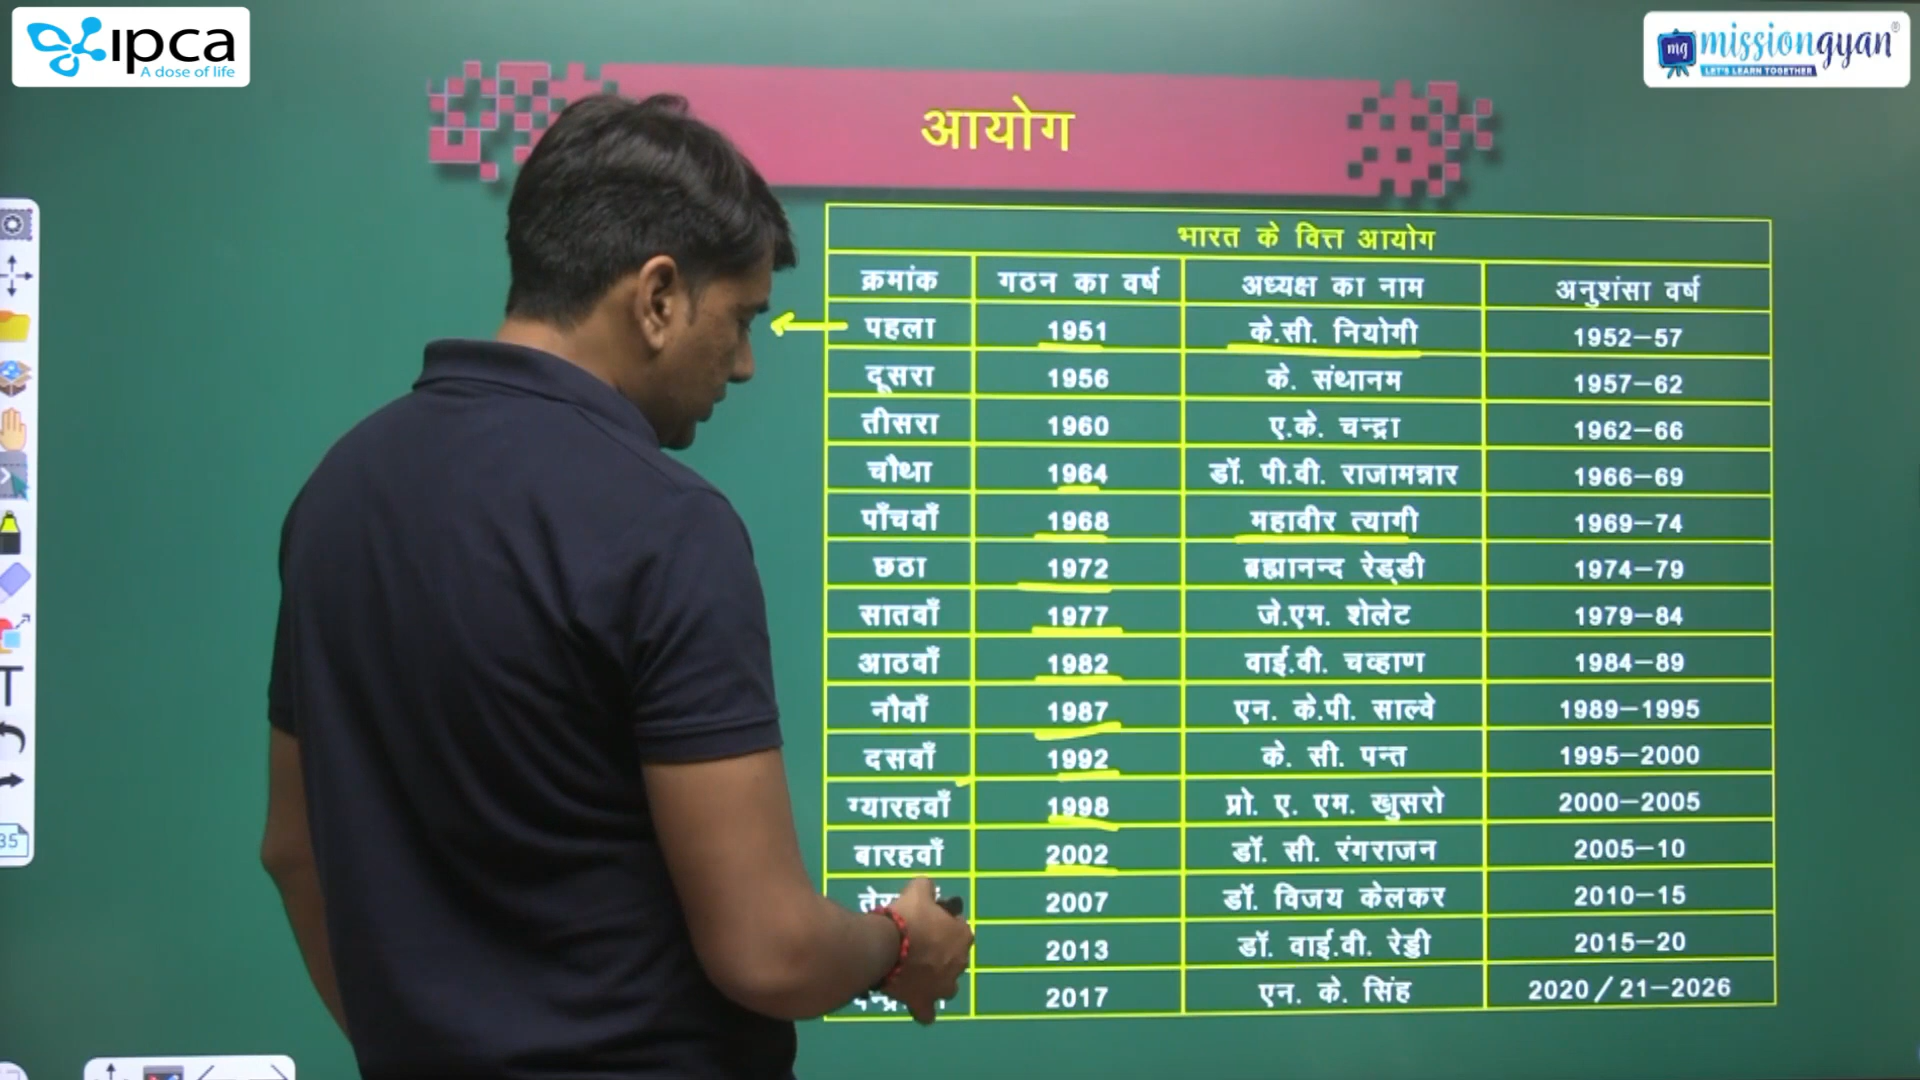 ipca
A dose of life
mg missiongyan®
LET'S LEARN TOGETHER
आयोग
भारत के वित्त आयोग
क्रमांक गठन का वर्ष अध्यक्ष का नाम अनुशंसा वर्ष
पहला 1951 के.सी. नियोगी 1952–57
दूसरा 1956 के. संथानम 1957–62
तीसरा 1960 ए.के. चन्द्रा 1962–66
चौथा 1964 डॉ. पी.वी. राजामन्नार 1966–69
पाँचवाँ 1968 महावीर त्यागी 1969–74
छठा 1972 ब्रह्मानन्द रेड्डी 1974–79
सातवाँ 1977 जे.एम. शेलेट 1979–84
आठवाँ 1982 वाई.वी. चव्हाण 1984–89
नौवाँ 1987 एन. के.पी. साल्वे 1989–1995
दसवाँ 1992 के. सी. पन्त 1995–2000
ग्यारहवाँ 1998 प्रो. ए. एम. खुसरो 2000–2005
बारहवाँ 2002 डॉ. सी. रंगराजन 2005–10
2007 डॉ. विजय केलकर 2010–15
2013 डॉ. वाई.वी. रेड्डी 2015–20
2017 एन. के. सिंह 2020/21–2026
T
35